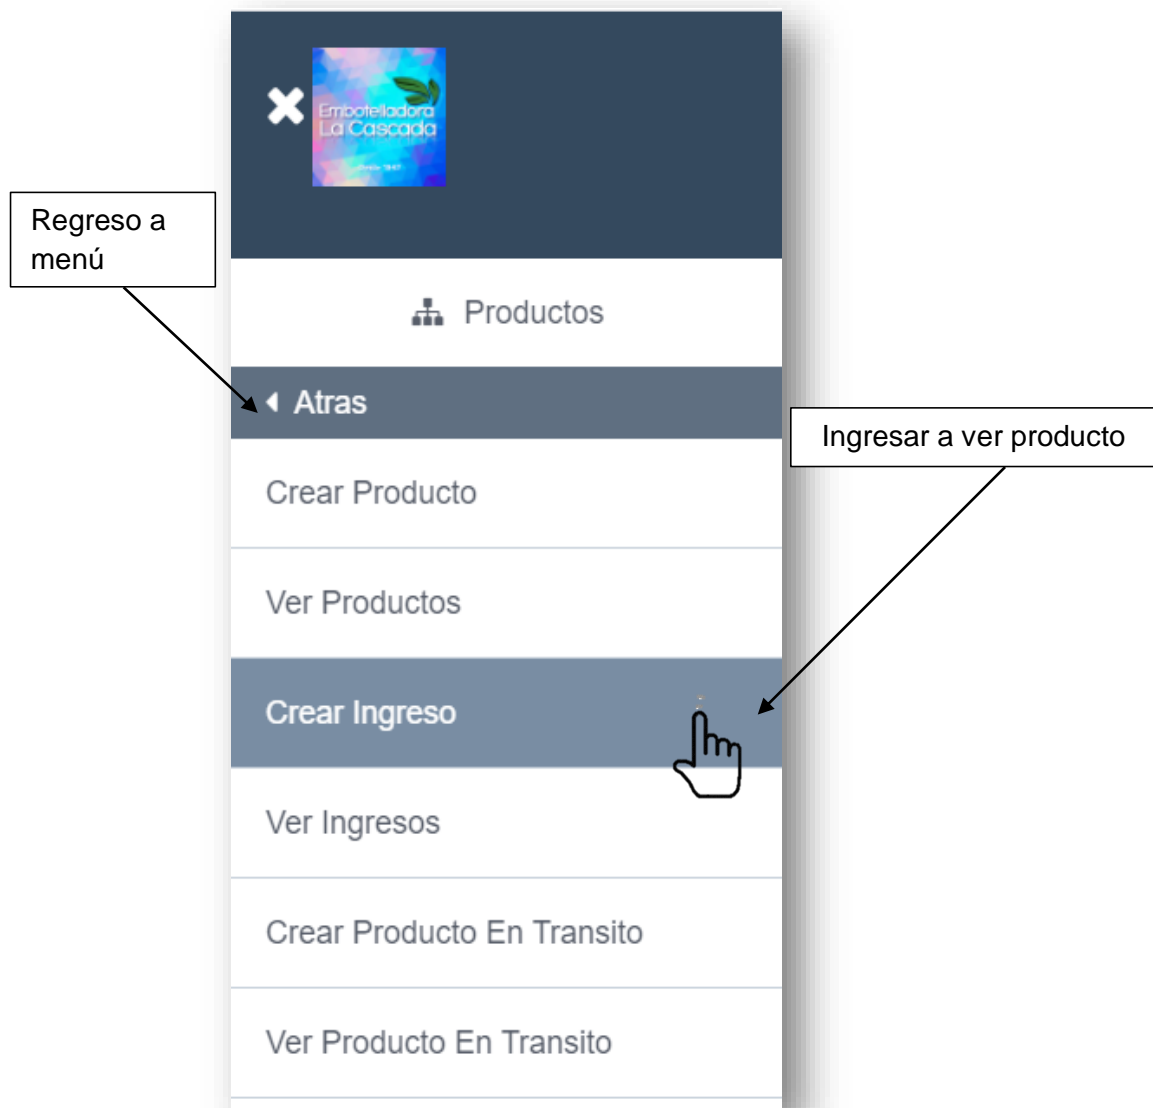 Embotelladora
La Cascada
Regreso a
menú
Productos
Atras
Ingresar a ver producto
Crear Producto
Ver Productos
Crear Ingreso
Ver Ingresos
Crear Producto En Transito
Ver Producto En Transito